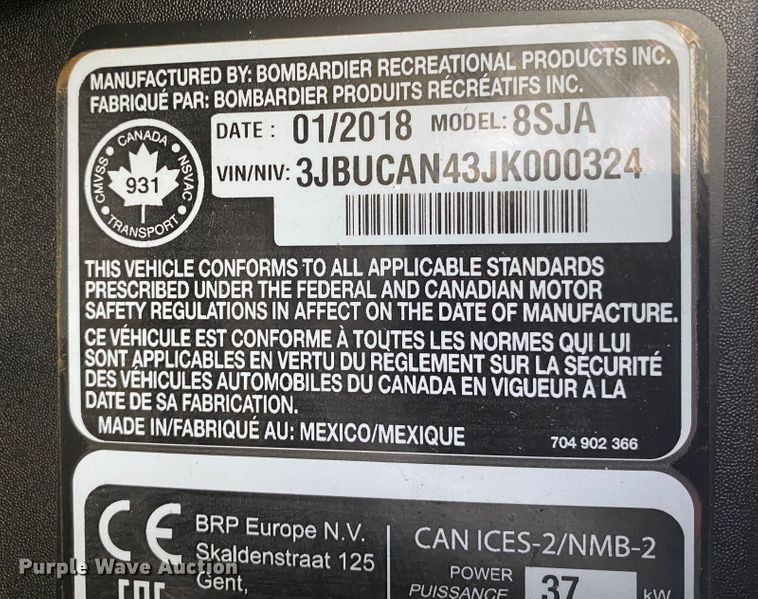 MANUFACTURED BY: BOMBARDIER RECREATIONAL PRODUCTS INC.
FABRIQUÉ PAR: BOMBARDIER PRODUITS RÉCRÉATIFS INC.
DATE : 01/2018 MODEL: 8SJA
VIN/NIV: 3JBUCAN43JK000324
CANADA
CMVSS 931 NSVAC
TRANSPORT
THIS VEHICLE CONFORMS TO ALL APPLICABLE STANDARDS
PRESCRIBED UNDER THE FEDERAL AND CANADIAN MOTOR
SAFETY REGULATIONS IN AFFECT ON THE DATE OF MANUFACTURE.
CE VÉHICULE EST CONFORME À TOUTES LES NORMES QUI LUI
SONT APPLICABLES EN VERTU DU REGLEMENT SUR LA SÉCURITÉ
DES VÉHICULES AUTOMOBILES DU CANADA EN VIGUEUR À LA
DATE DE SA FABRICATION.
MADE IN/FABRIQUÉ AU: MEXICO/MEXIQUE 704 902 366
CE BRP Europe N.V.
Skaldenstraat 125
Gent,
CAN ICES-2/NMB-2
POWER
PUISSANCE 37 kW
Purple Wave Auction